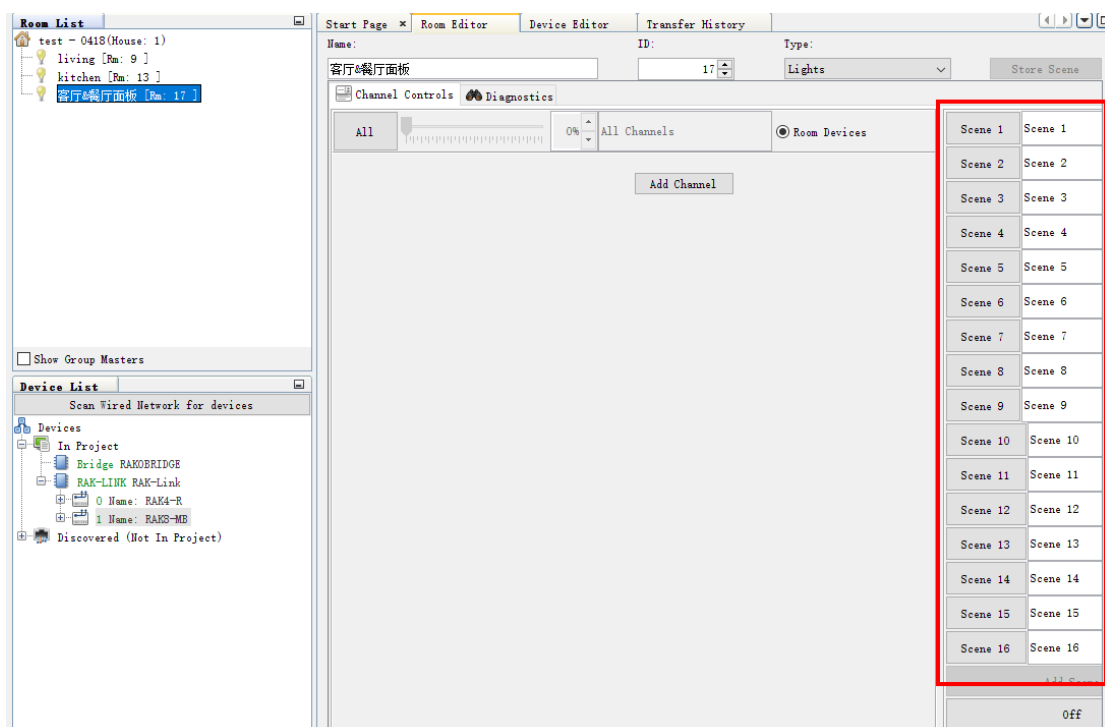 Room List
test - 0418(House: 1)
living [Rm: 9 ]
kitchen [Rm: 13 ]
客厅&餐厅面板 [Rm: 17 ]
Show Group Masters
Device List
Scan Wired Network for devices
Devices
In Project
Bridge RAKOBRIDGE
RAK-LINK RAK-Link
0 Name: RAK4-R
1 Name: RAK8-MB
Discovered (Not In Project)
Start Page × Room Editor Device Editor Transfer History
Name: ID: Type:
客厅&餐厅面板 17 Lights Store Scene
Channel Controls Diagnostics
All 0% All Channels Room Devices
Add Channel
Scene 1 Scene 1
Scene 2 Scene 2
Scene 3 Scene 3
Scene 4 Scene 4
Scene 5 Scene 5
Scene 6 Scene 6
Scene 7 Scene 7
Scene 8 Scene 8
Scene 9 Scene 9
Scene 10 Scene 10
Scene 11 Scene 11
Scene 12 Scene 12
Scene 13 Scene 13
Scene 14 Scene 14
Scene 15 Scene 15
Scene 16 Scene 16
Add Scene
Off